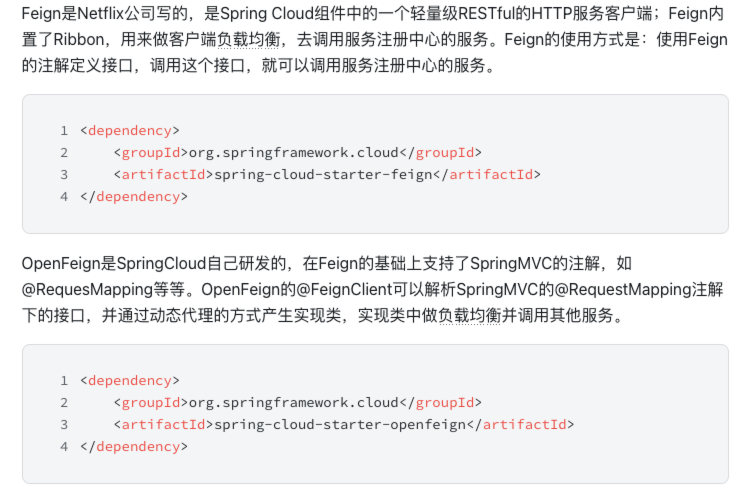 Feign是Netflix公司写的，是Spring Cloud组件中的一个轻量级RESTful的HTTP服务客户端；Feign内
置了Ribbon，用来做客户端负载均衡，去调用服务注册中心的服务。Feign的使用方式是：使用Feign
的注解定义接口，调用这个接口，就可以调用服务注册中心的服务。
1 <dependency>
2     <groupId>org.springframework.cloud</groupId>
3     <artifactId>spring-cloud-starter-feign</artifactId>
4 </dependency>
OpenFeign是SpringCloud自己研发的，在Feign的基础上支持了SpringMVC的注解，如
@RequesMapping等等。OpenFeign的@FeignClient可以解析SpringMVC的@RequestMapping注解
下的接口，并通过动态代理的方式产生实现类，实现类中做负载均衡并调用其他服务。
1 <dependency>
2     <groupId>org.springframework.cloud</groupId>
3     <artifactId>spring-cloud-starter-openfeign</artifactId>
4 </dependency>